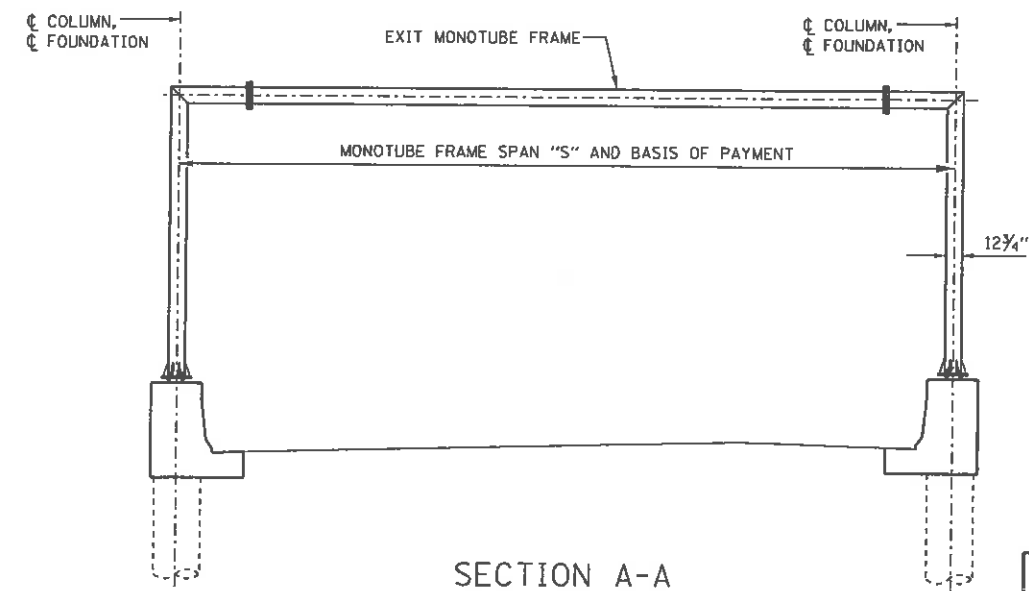 ℄ COLUMN,
℄ FOUNDATION
EXIT MONOTUBE FRAME
℄ COLUMN,
℄ FOUNDATION
MONOTUBE FRAME SPAN "S" AND BASIS OF PAYMENT
12¾"
SECTION A-A